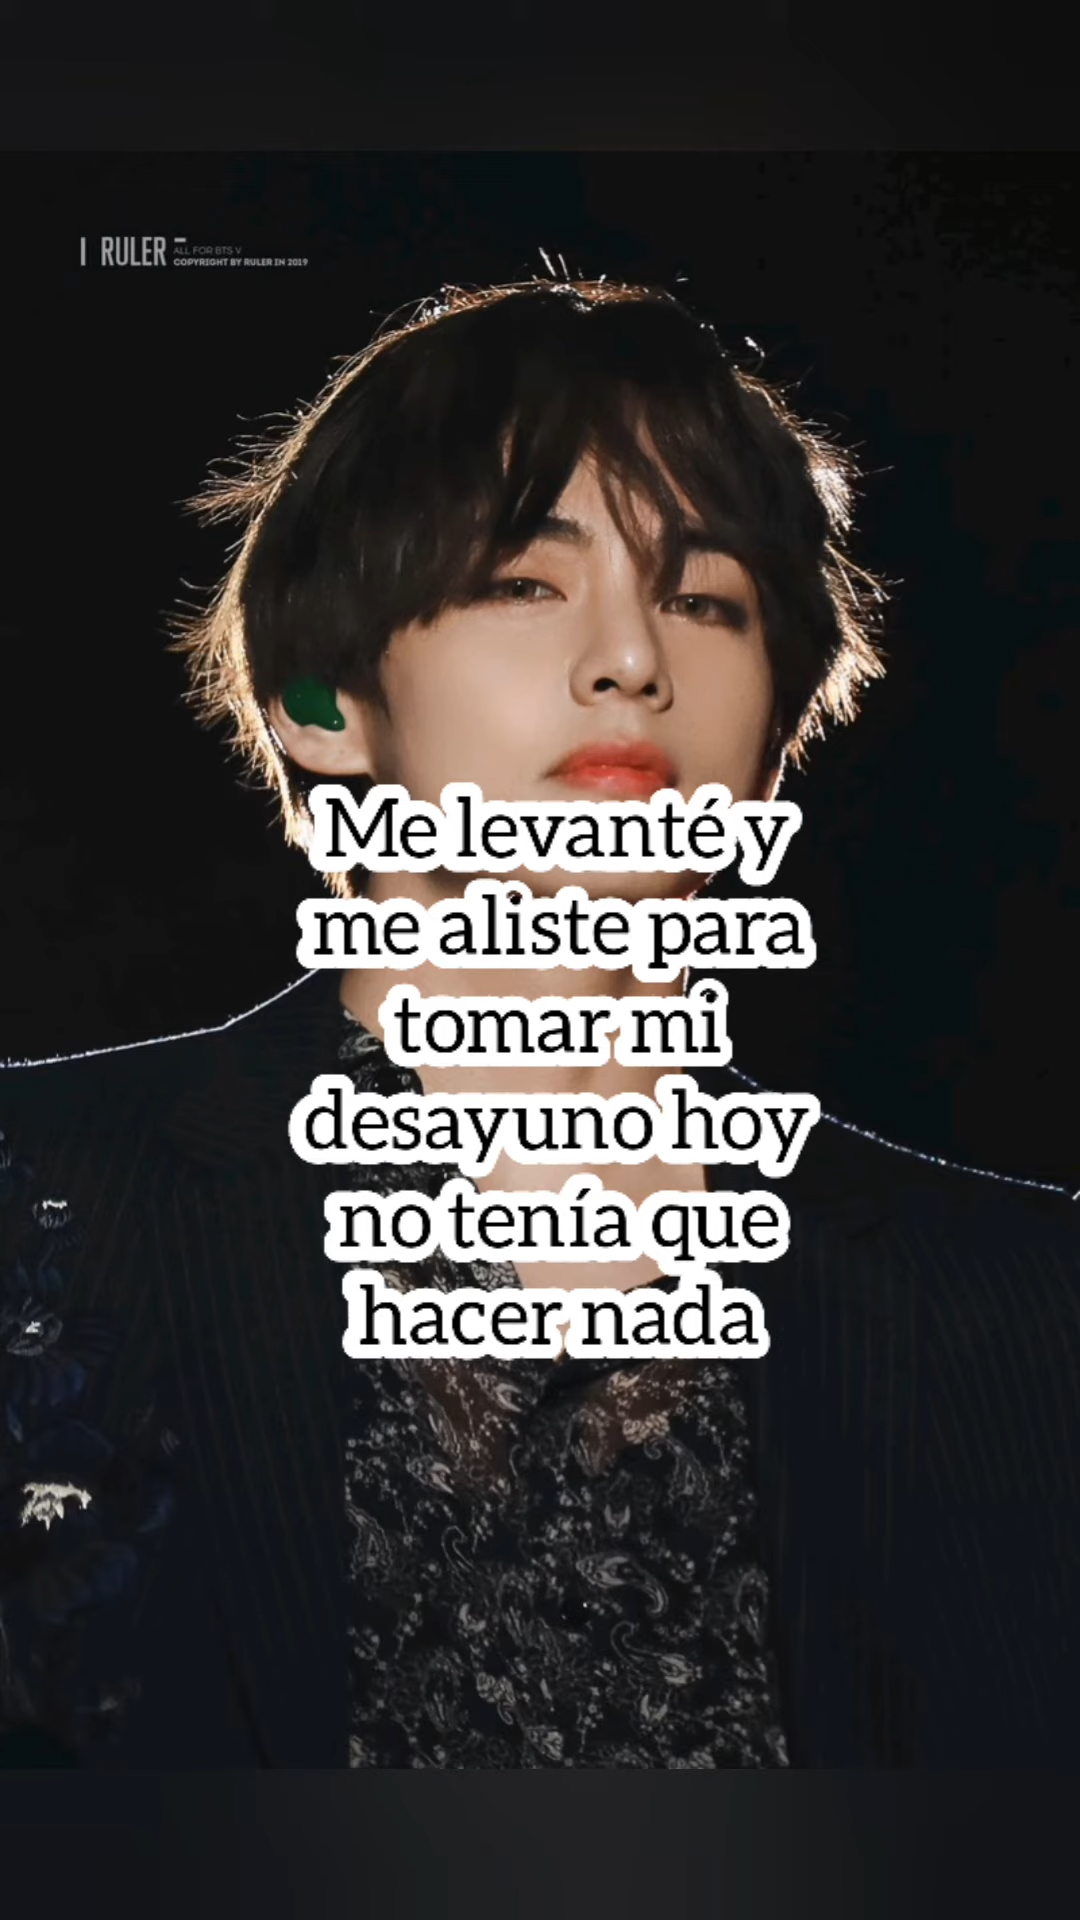 I RULER
ALL FOR BTS V
COPYRIGHT BY RULER IN 2019
Me levanté y
me aliste para
tomar mi
desayuno hoy
no tenía que
hacer nada